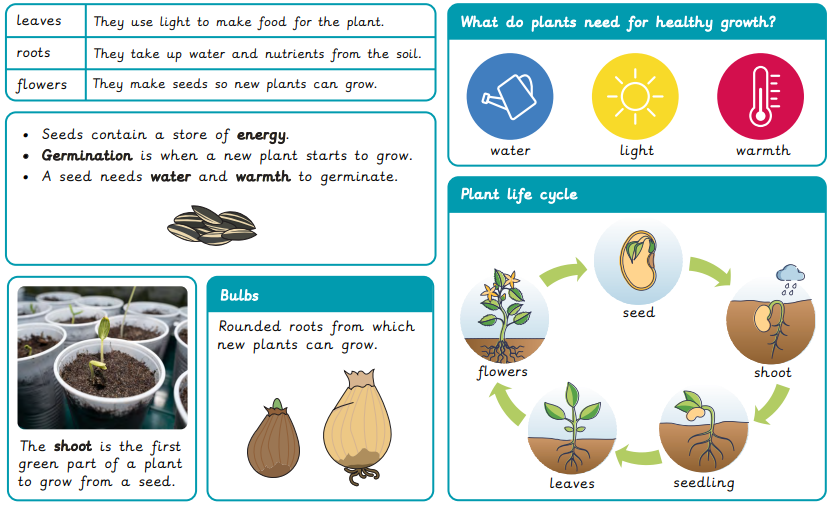 leaves They use light to make food for the plant.
roots They take up water and nutrients from the soil.
flowers They make seeds so new plants can grow.
• Seeds contain a store of energy.
• Germination is when a new plant starts to grow.
• A seed needs water and warmth to germinate.
The shoot is the first
green part of a plant
to grow from a seed.
Bulbs
Rounded roots from which
new plants can grow.
What do plants need for healthy growth?
water light warmth
Plant life cycle
seed
shoot
seedling
leaves
flowers